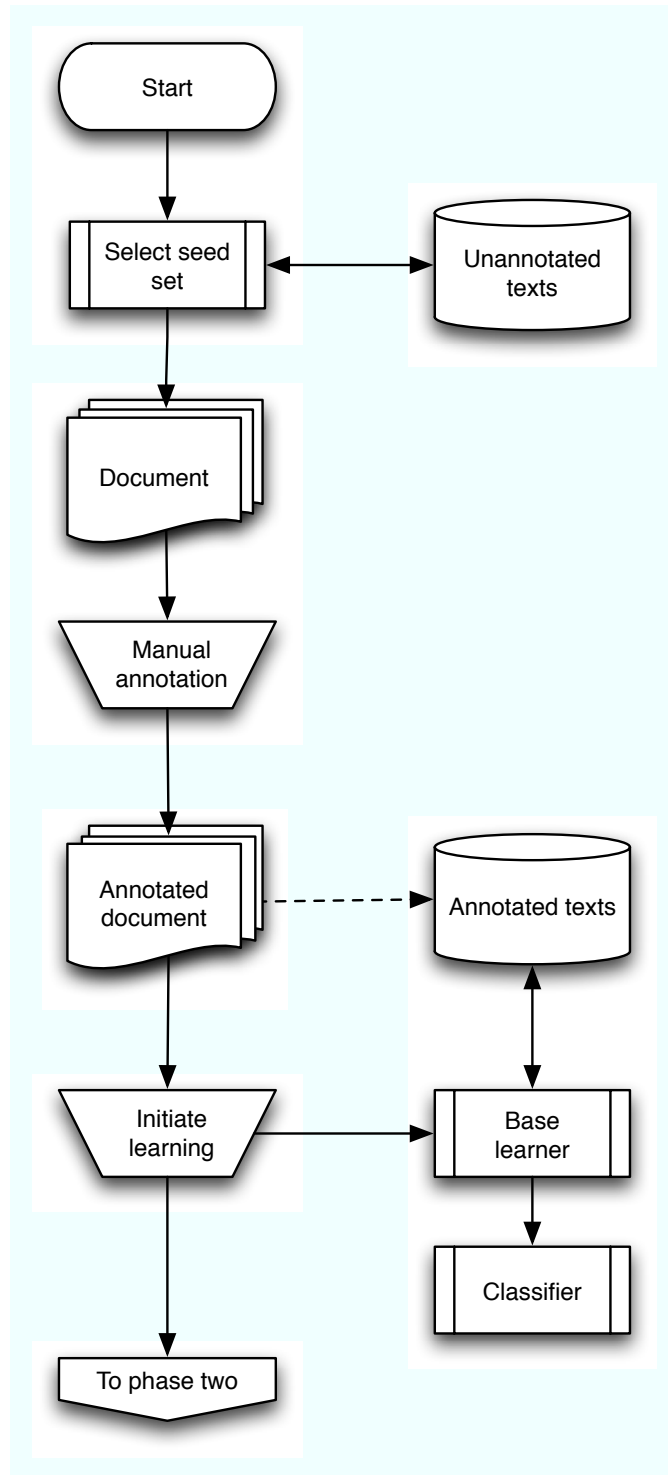 Start
Select seed
set
Unannotated
texts
Document
Manual
annotation
Annotated
document
Annotated texts
Initiate
learning
Base
learner
Classifier
To phase two